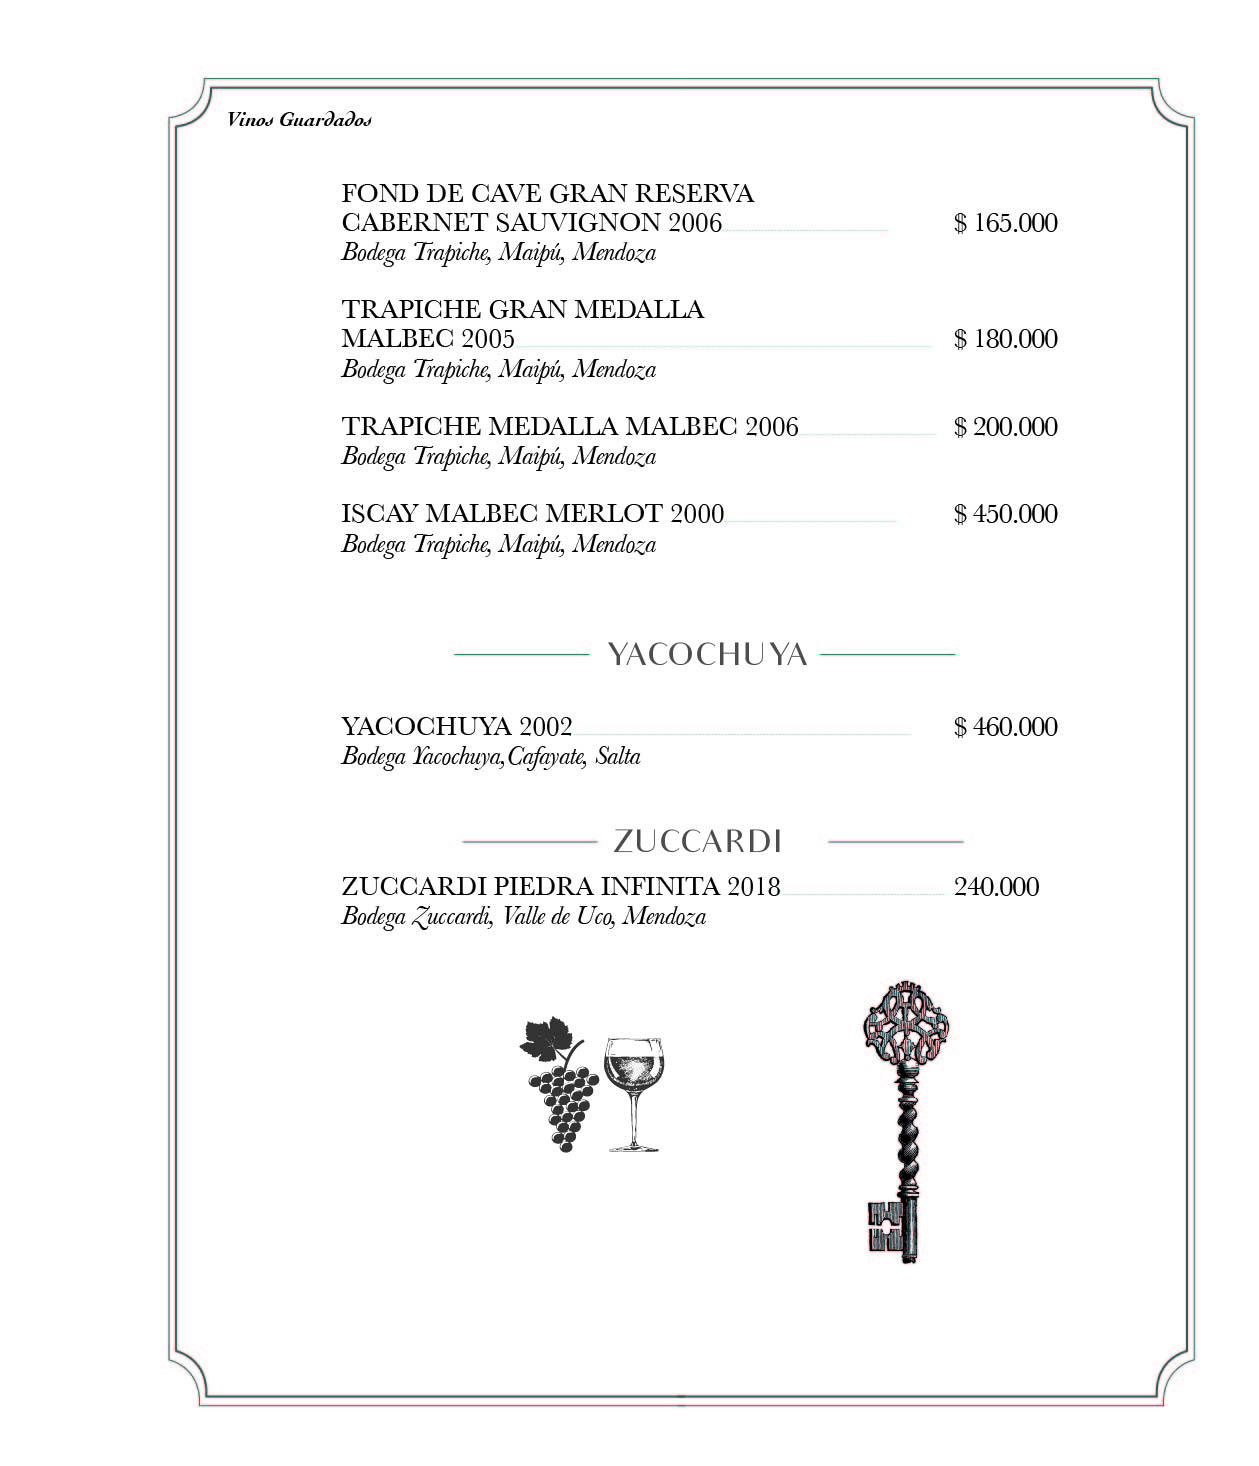 Vinos Guardados
FOND DE CAVE GRAN RESERVA
CABERNET SAUVIGNON 2006 $ 165.000
Bodega Trapiche, Maipú, Mendoza
TRAPICHE GRAN MEDALLA
MALBEC 2005 $ 180.000
Bodega Trapiche, Maipú, Mendoza
TRAPICHE MEDALLA MALBEC 2006 $ 200.000
Bodega Trapiche, Maipú, Mendoza
ISCAY MALBEC MERLOT 2000 $ 450.000
Bodega Trapiche, Maipú, Mendoza
YACOCHUYA
YACOCHUYA 2002 $ 460.000
Bodega Yacochuya,Cafayate, Salta
ZUCCARDI
ZUCCARDI PIEDRA INFINITA 2018 240.000
Bodega Zuccardi, Valle de Uco, Mendoza